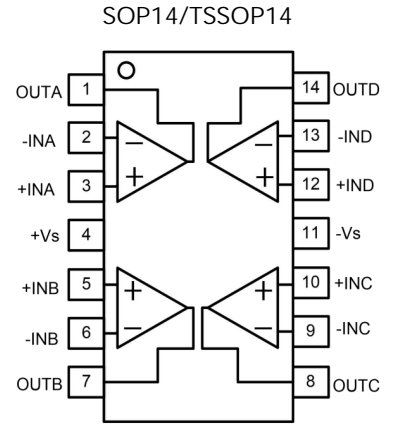 SOP14/TSSOP14
OUTA 1 14 OUTD
-INA 2 13 -IND
+INA 3 12 +IND
+Vs 4 11 -Vs
+INB 5 10 +INC
-INB 6 9 -INC
OUTB 7 8 OUTC
− −
+ +
+ +
− −